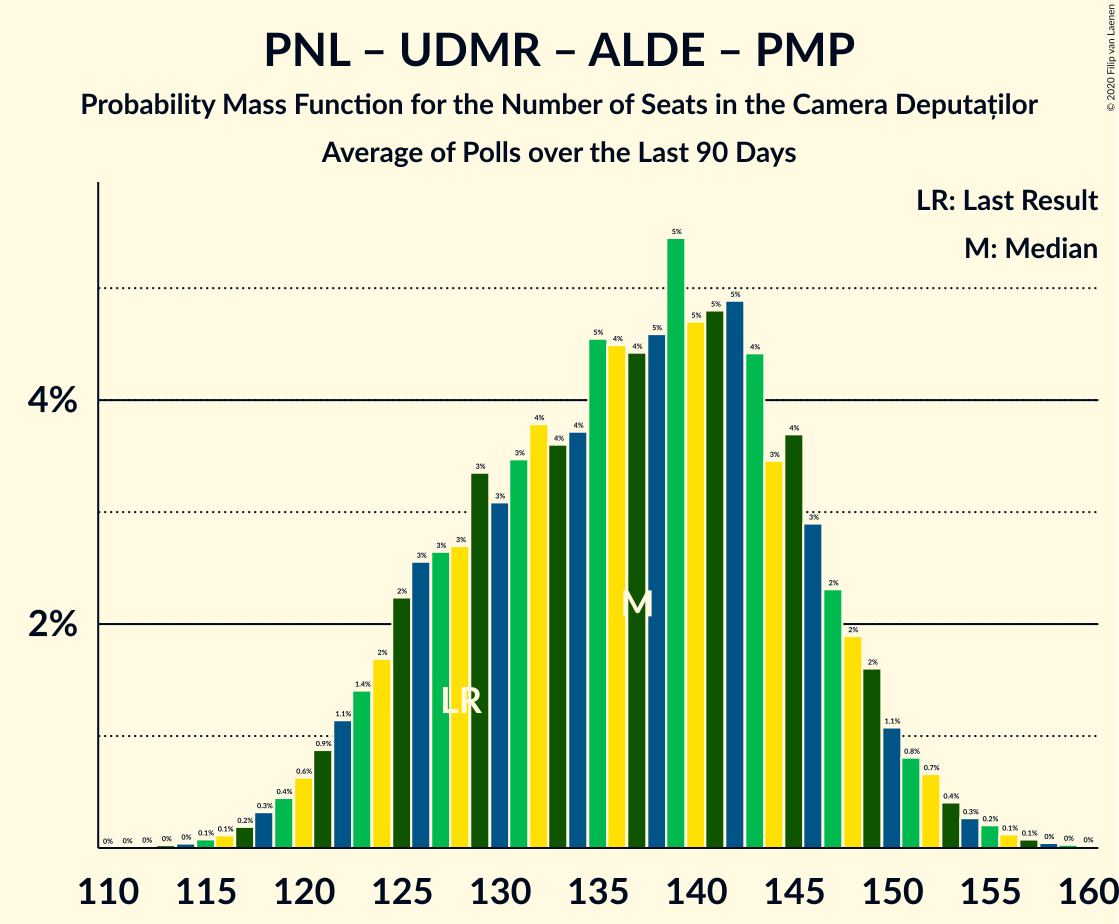 PNL – UDMR – ALDE – PMP
Probability Mass Function for the Number of Seats in the Camera Deputaților
Average of Polls over the Last 90 Days
© 2020 Filip van Laenen
LR: Last Result
M: Median
4%
2%
0% 0% 0% 0% 0% 0.1% 0.1% 0.2% 0.3% 0.4% 0.6% 0.9% 1.1% 1.4% 2% 2% 3% 3% 3% 3% 3% 3% 4% 4% 4% 5% 4% 4% 5% 5% 5% 5% 5% 4% 3% 4% 3% 2% 2% 2% 1.1% 0.8% 0.7% 0.4% 0.3% 0.2% 0.1% 0.1% 0% 0% 0%
M
LR
110 115 120 125 130 135 140 145 150 155 160